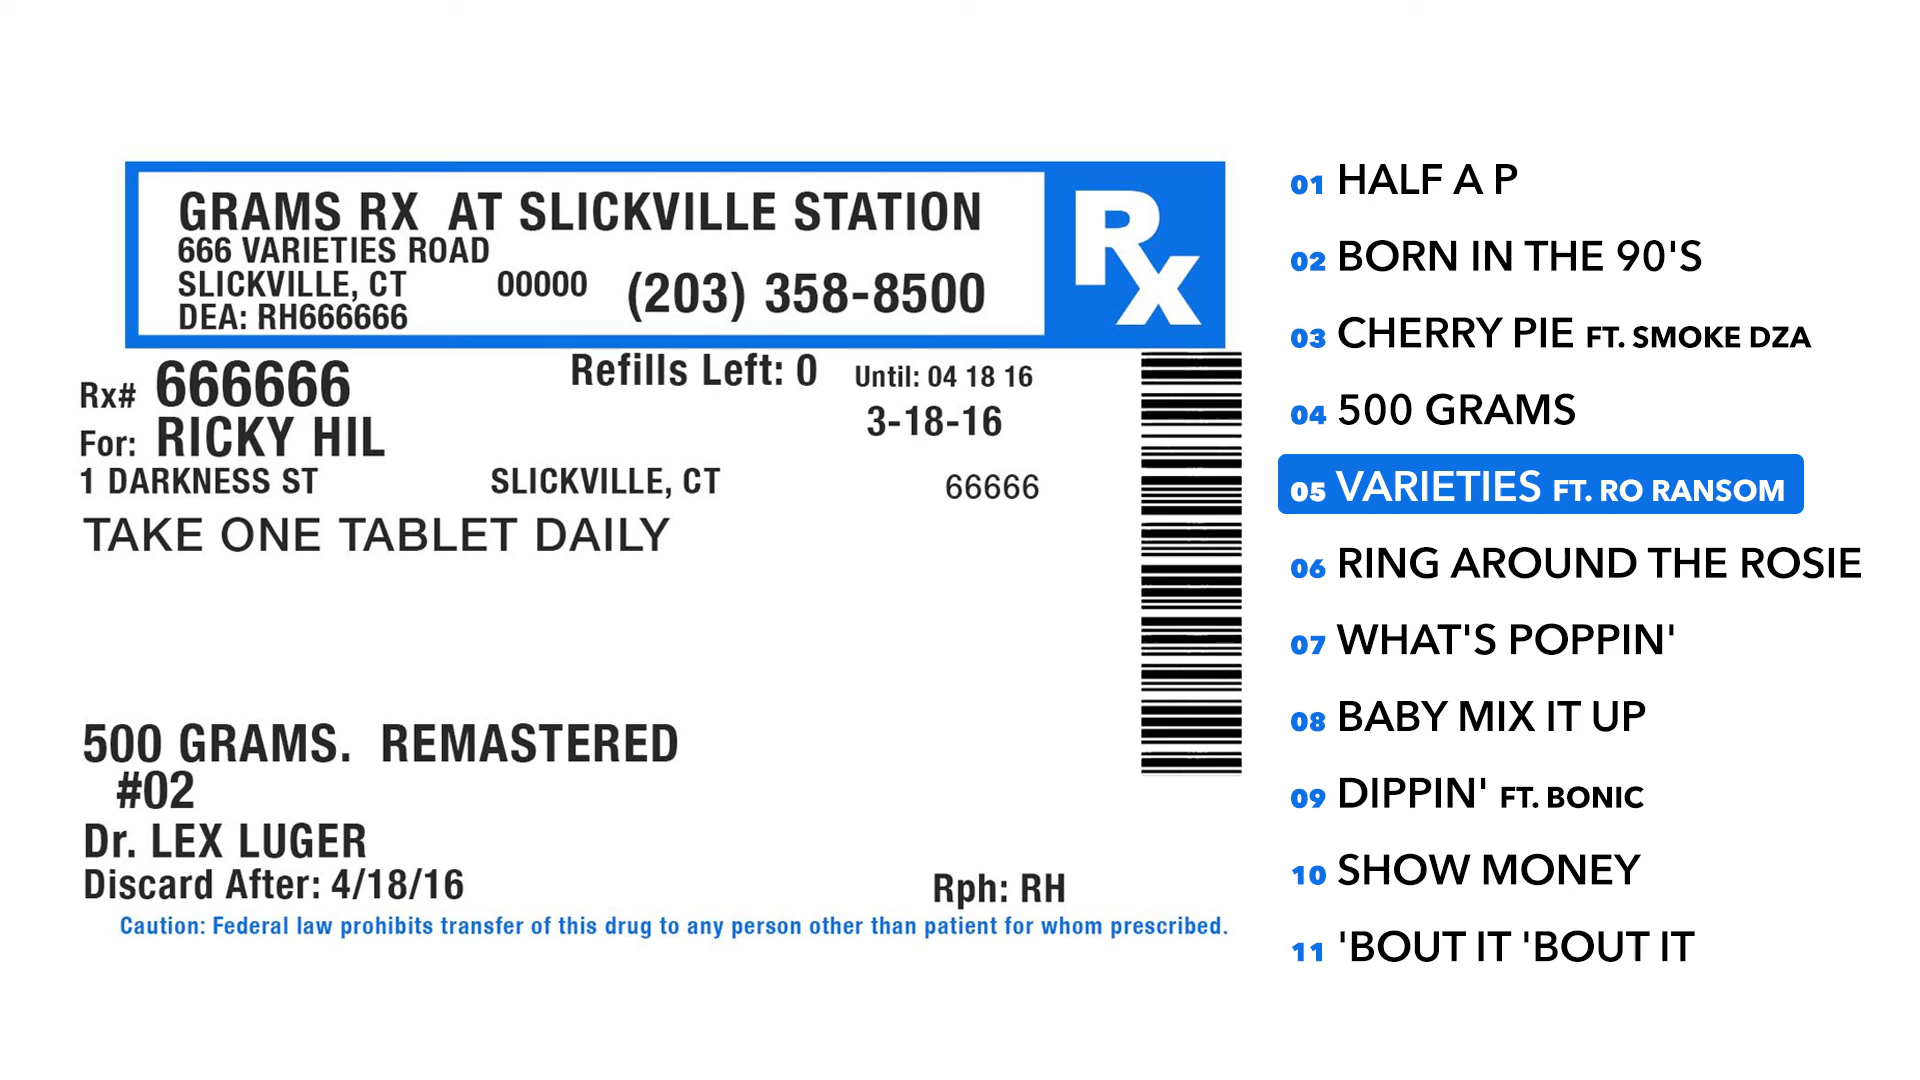 GRAMS RX AT SLICKVILLE STATION
666 VARIETIES ROAD
SLICKVILLE, CT 00000 (203) 358-8500
DEA: RH666666
Rx
Rx# 666666 Refills Left: 0 Until: 04 18 16
3-18-16
For: RICKY HIL
1 DARKNESS ST SLICKVILLE, CT 66666
TAKE ONE TABLET DAILY
500 GRAMS. REMASTERED
#02
Dr. LEX LUGER
Discard After: 4/18/16 Rph: RH
Caution: Federal law prohibits transfer of this drug to any person other than patient for whom prescribed.
01 HALF A P
02 BORN IN THE 90'S
03 CHERRY PIE FT. SMOKE DZA
04 500 GRAMS
05 VARIETIES FT. RO RANSOM
06 RING AROUND THE ROSIE
07 WHAT'S POPPIN'
08 BABY MIX IT UP
09 DIPPIN' FT. BONIC
10 SHOW MONEY
11 'BOUT IT 'BOUT IT